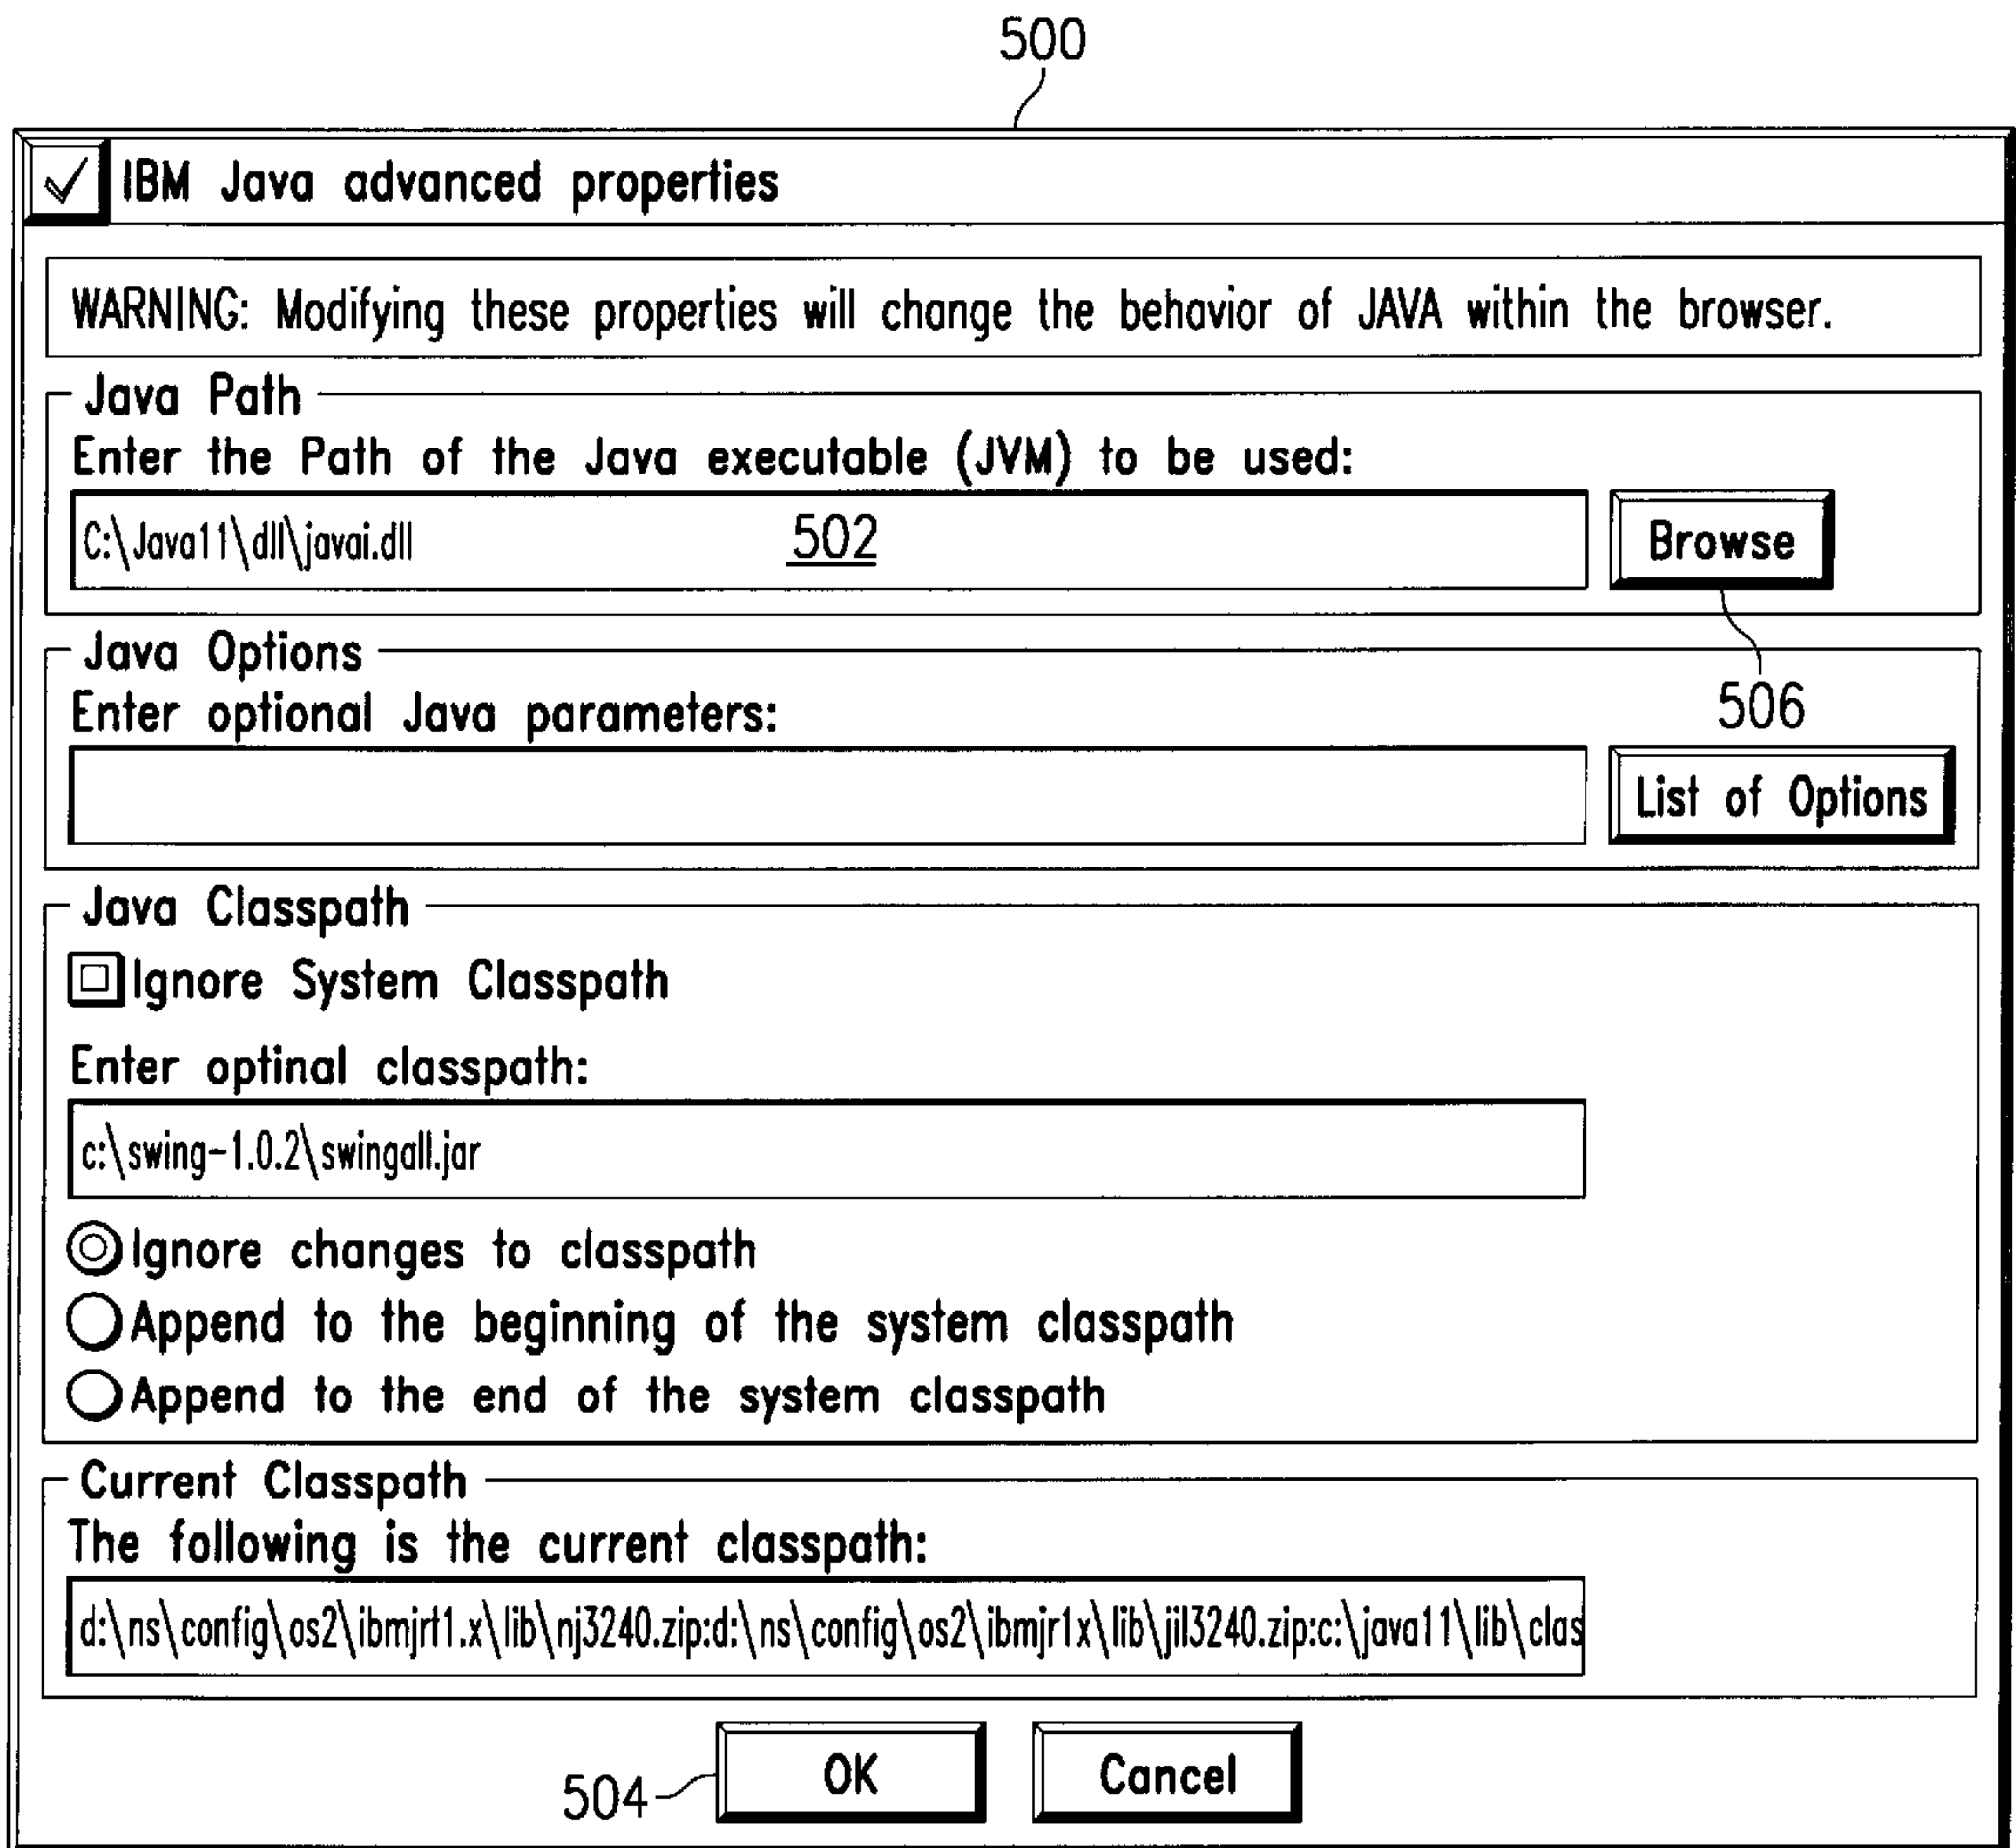 500
IBM Java advanced properties
WARNING: Modifying these properties will change the behavior of JAVA within the browser.
Java Path
Enter the Path of the Java executable (JVM) to be used:
C:\Java11\dll\javai.dll 502 Browse
506
Java Options
Enter optional Java parameters:
List of Options
Java Classpath
Ignore System Classpath
Enter optinal classpath:
c:\swing-1.0.2\swingall.jar
Ignore changes to classpath
Append to the beginning of the system classpath
Append to the end of the system classpath
Current Classpath
The following is the current classpath:
d:\ns\config\os2\ibmjrt1.x\lib\nj3240.zip:d:\ns\config\os2\ibmjr1x\lib\jil3240.zip:c:\java11\lib\clas
504 OK Cancel